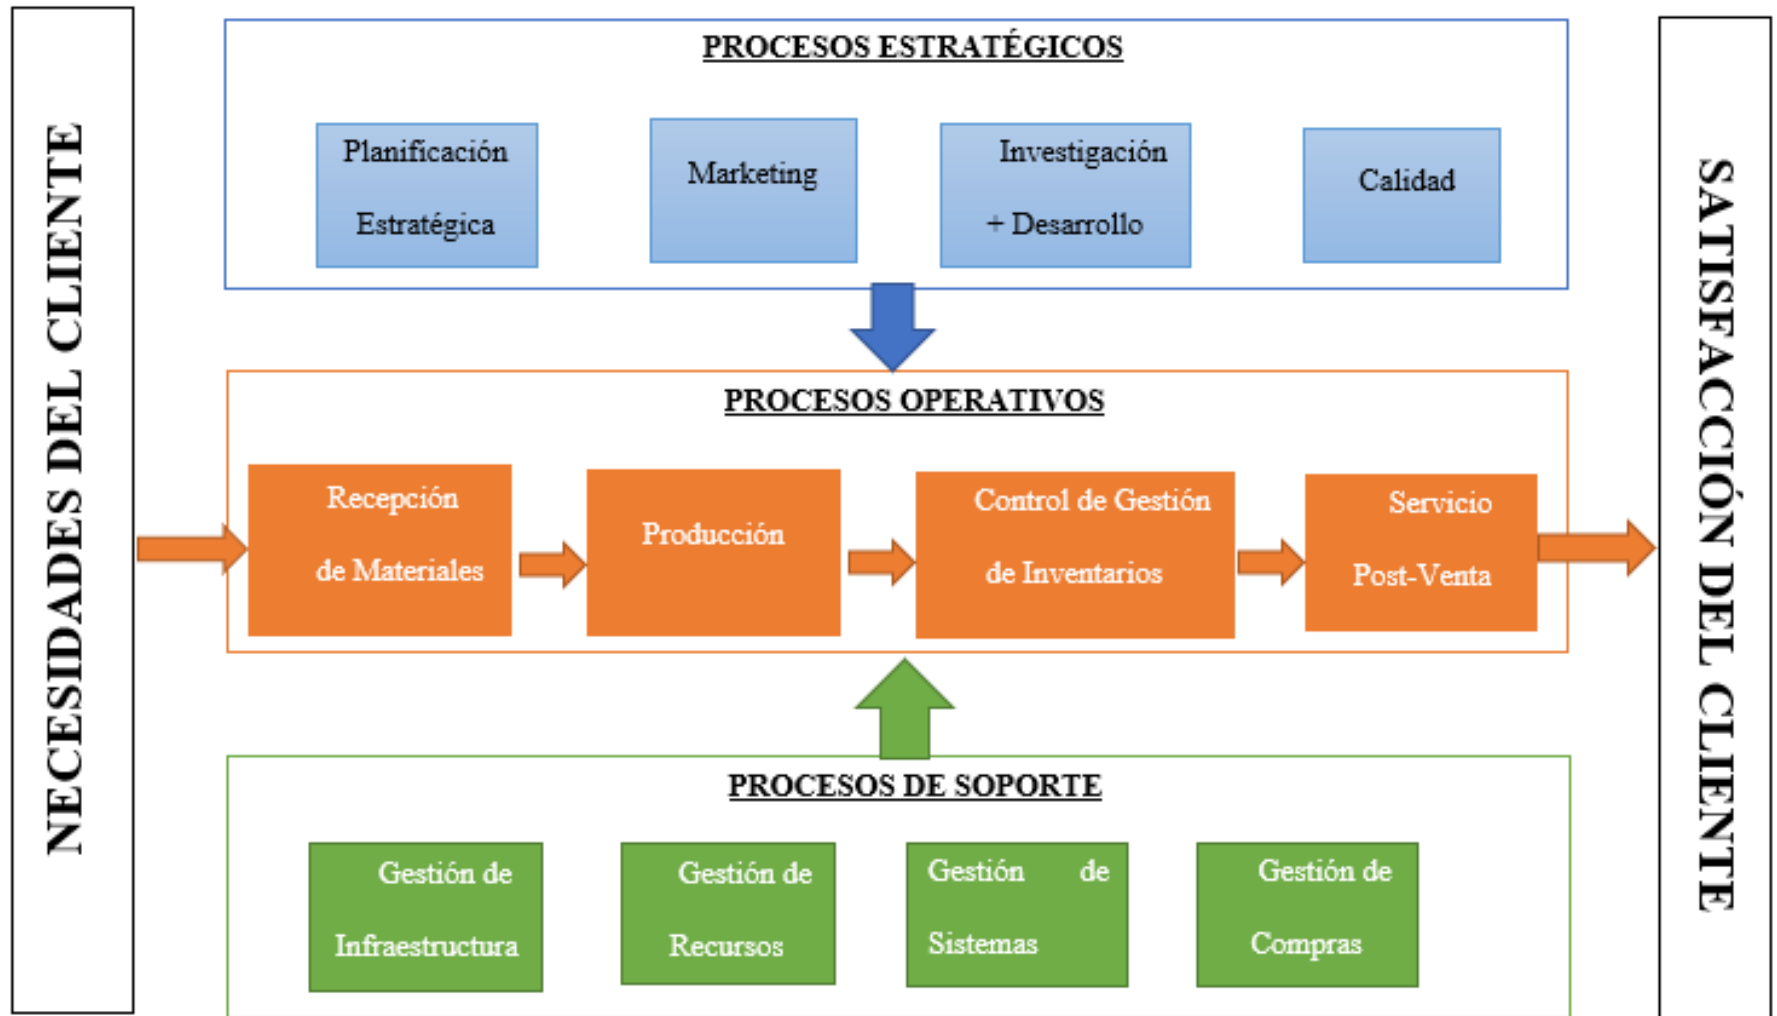 NECESIDADES DEL CLIENTE
PROCESOS ESTRATÉGICOS
Planificación
Estratégica
Marketing
Investigación
+ Desarrollo
Calidad
PROCESOS OPERATIVOS
Recepción
de Materiales
Producción
Control de Gestión
de Inventarios
Servicio
Post-Venta
PROCESOS DE SOPORTE
Gestión de
Infraestructura
Gestión de
Recursos
Gestión de
Sistemas
Gestión de
Compras
SATISFACCIÓN DEL CLIENTE